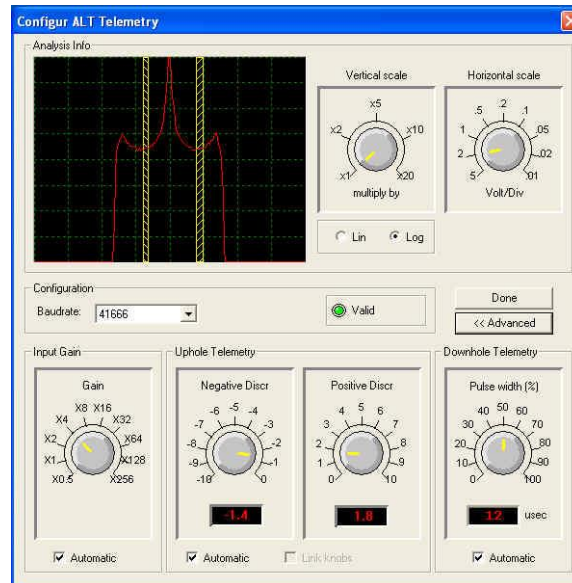 Configur ALT Telemetry
Analysis Info
Vertical scale
x1
x2
x5
x10
x20
multiply by
Horizontal scale
5
2
1
.5
.2
.1
.05
.02
.01
Volt/Div
Lin
Log
Configuration
Baudrate:
41666
Valid
Done
<< Advanced
Input Gain
Gain
X0.5
X1
X2
X4
X8
X16
X32
X64
X128
X256
Automatic
Uphole Telemetry
Negative Discr
-10
-9
-8
-7
-6
-5
-4
-3
-2
-1
0
-1.4
Automatic
Positive Discr
0
1
2
3
4
5
6
7
8
9
10
1.8
Link knobs
Downhole Telemetry
Pulse width (%)
0
10
20
30
40
50
60
70
80
90
100
12
usec
Automatic